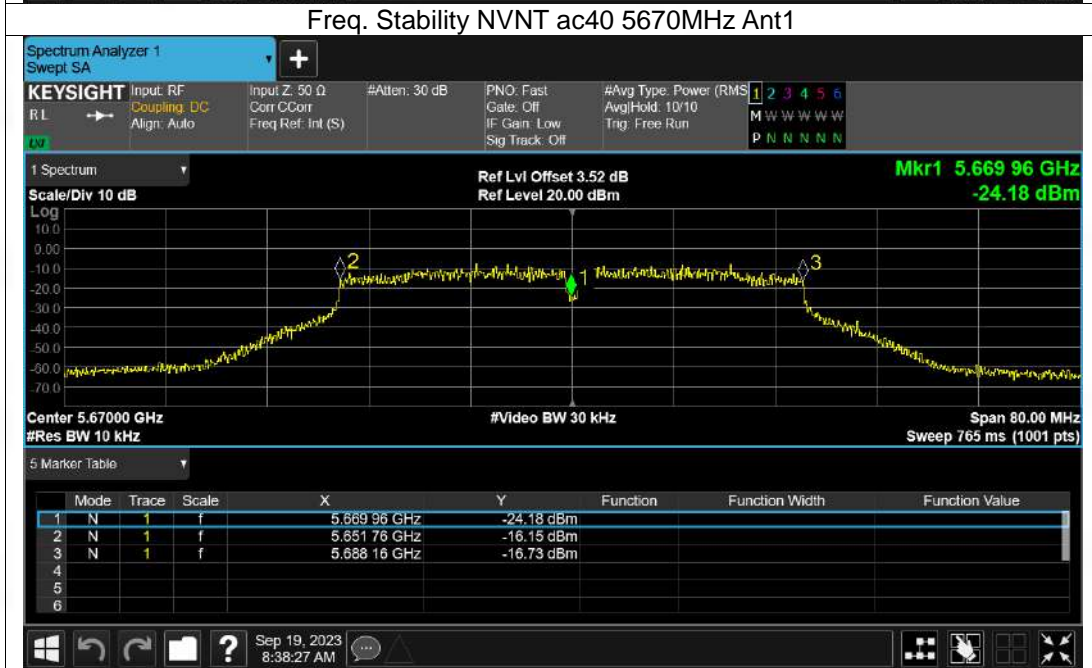 Freq. Stability NVNT ac40 5670MHz Ant1
Spectrum Analyzer 1
Swept SA
+
KEYSIGHT Input: RF Input Z: 50 Ω #Atten: 30 dB PNO: Fast #Avg Type: Power (RMS 1 2 3 4 5 6
RL Coupling: DC Corr CCorr Gate: Off Avg|Hold: 10/10 M W W W W W
Align: Auto Freq Ref: Int (S) IF Gain: Low Trig: Free Run
LXI Sig Track: Off P N N N N N
1 Spectrum Ref Lvl Offset 3.52 dB Mkr1 5.669 96 GHz
Scale/Div 10 dB Ref Level 20.00 dBm -24.18 dBm
Log
10.0
0.00
-10.0
-20.0
-30.0
-40.0
-50.0
-60.0
-70.0
2
1
3
Center 5.67000 GHz #Video BW 30 kHz Span 80.00 MHz
#Res BW 10 kHz Sweep 765 ms (1001 pts)
5 Marker Table
Mode Trace Scale X Y Function Function Width Function Value
1 N 1 f 5.669 96 GHz -24.18 dBm
2 N 1 f 5.651 76 GHz -16.15 dBm
3 N 1 f 5.688 16 GHz -16.73 dBm
4
5
6
? Sep 19, 2023
8:38:27 AM